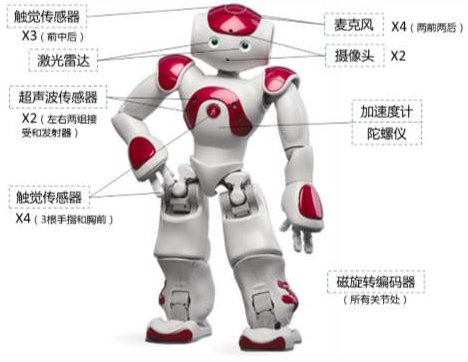 触觉传感器
X3（前中后）
激光雷达
超声波传感器
X2（左右两组接
受和发射器）
触觉传感器
X4（3根手指和胸前）
麦克风 X4（两前两后）
摄像头 X2
加速度计
陀螺仪
磁旋转编码器
（所有关节处）